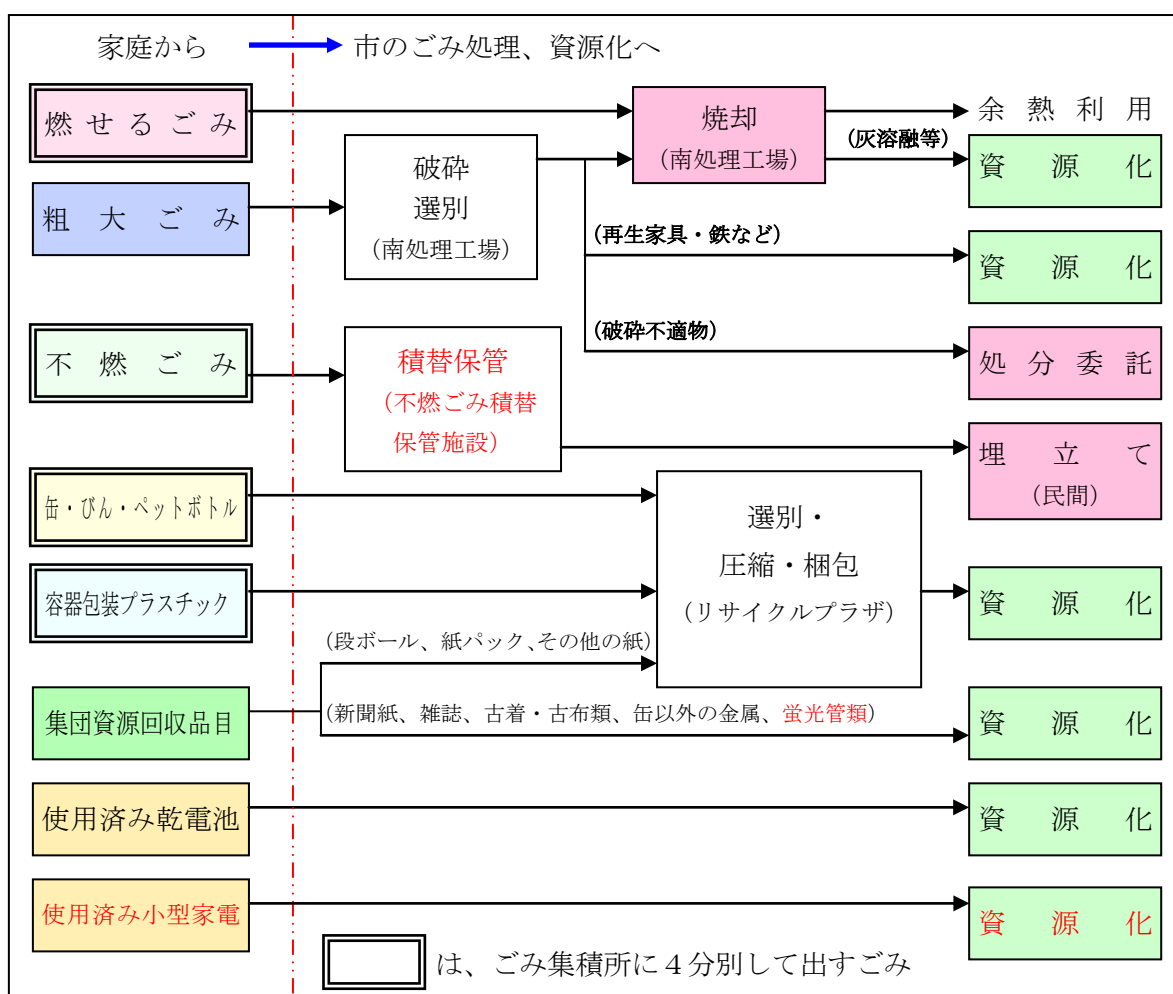 家庭から
市のごみ処理、資源化へ
燃せるごみ
焼却
(南処理工場)
余熱利用
(灰溶融等)
資源化
粗大ごみ
破砕
選別
(南処理工場)
(再生家具・鉄など)
資源化
(破砕不適物)
処分委託
不燃ごみ
積替保管
(不燃ごみ積替
保管施設)
埋立て
(民間)
缶・びん・ペットボトル
選別・
圧縮・梱包
(リサイクルプラザ)
容器包装プラスチック
資源化
(段ボール、紙パック、その他の紙)
集団資源回収品目
(新聞紙、雑誌、古着・古布類、缶以外の金属、蛍光管類)
資源化
使用済み乾電池
資源化
使用済み小型家電
資源化
は、ごみ集積所に4分別して出すごみ